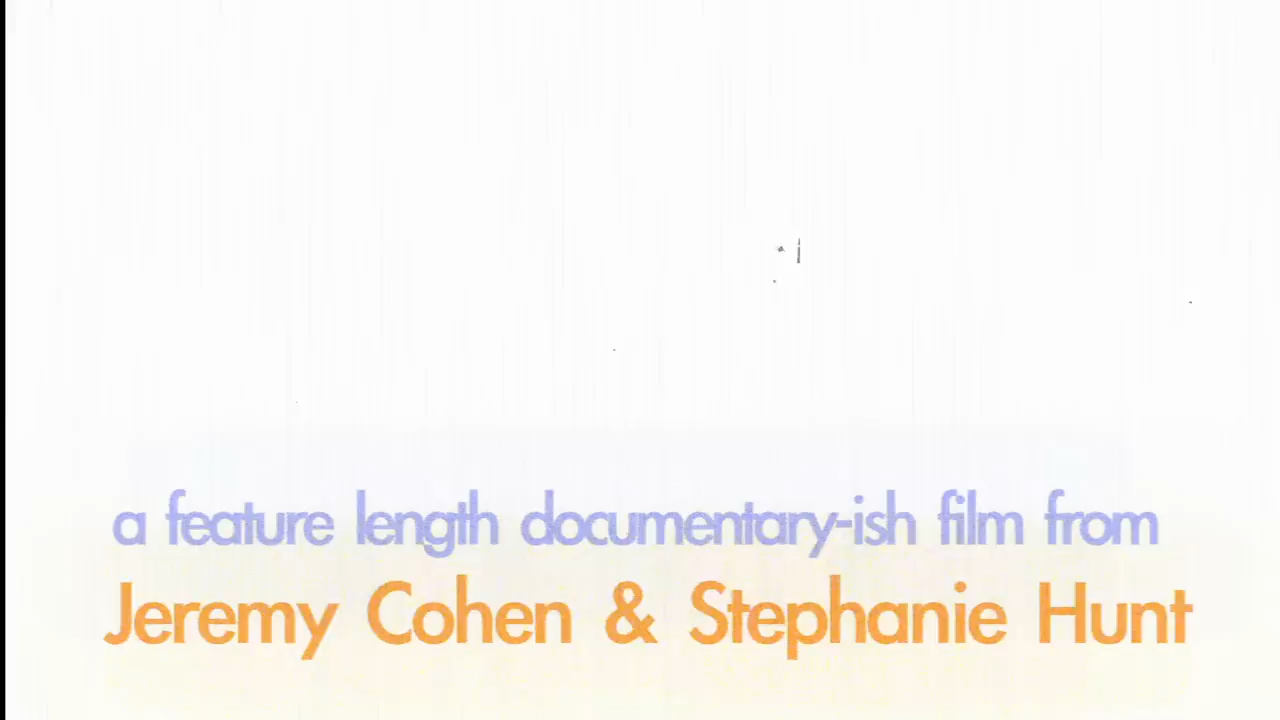 a feature length documentary-ish film from
Jeremy Cohen & Stephanie Hunt